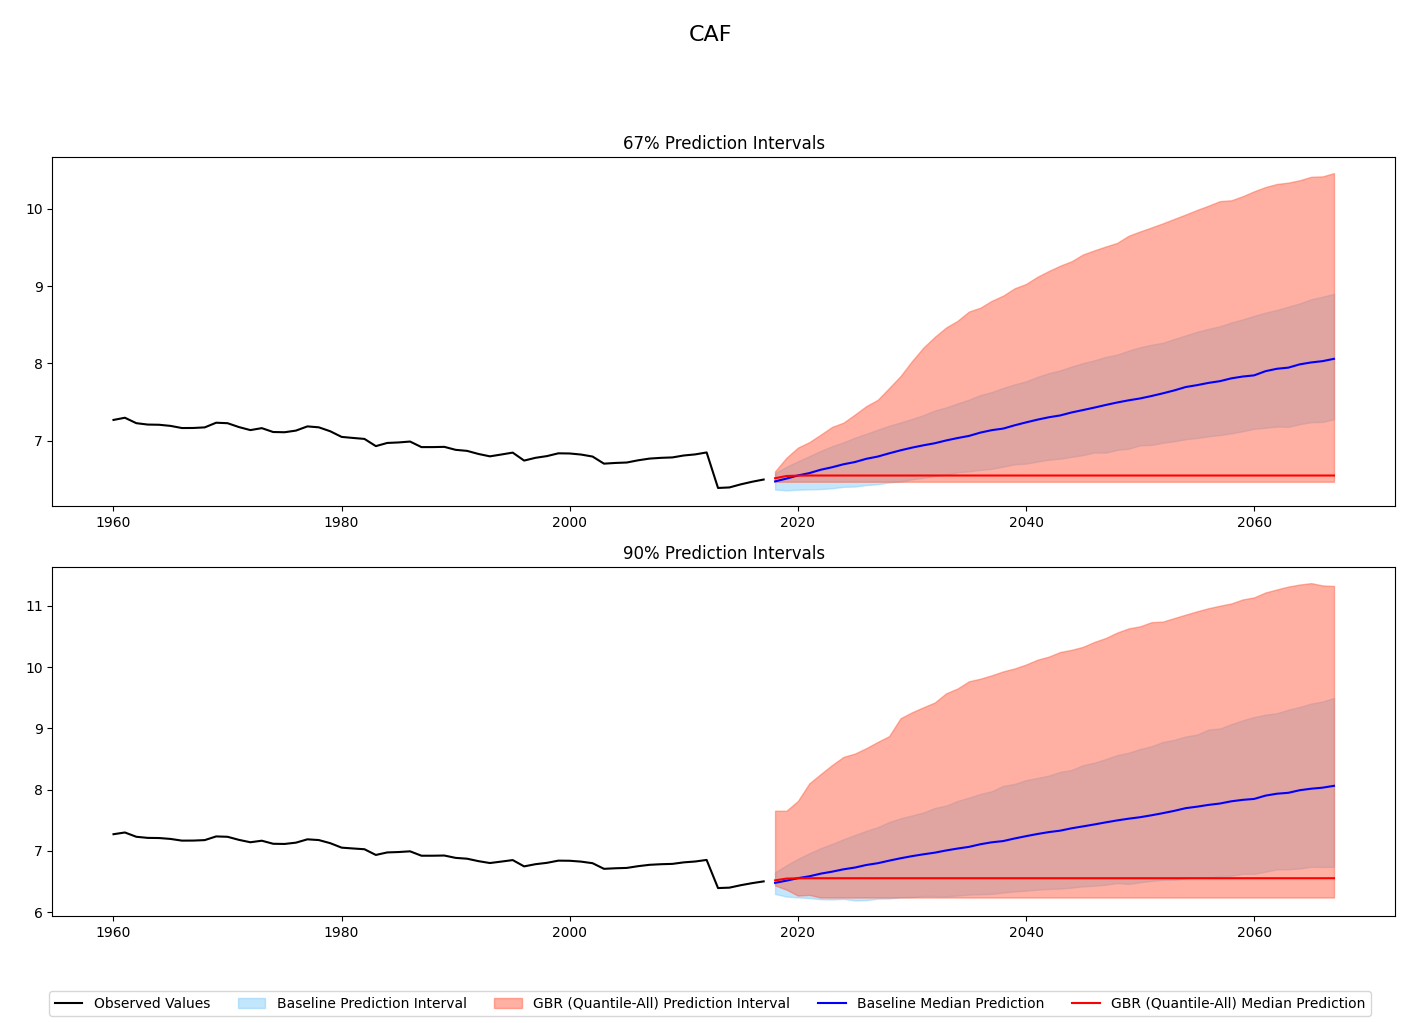 CAF
67% Prediction Intervals
10
9
8
7
1960 1980 2000 2020 2040 2060
90% Prediction Intervals
11
10
9
8
7
6
1960 1980 2000 2020 2040 2060
Observed Values Baseline Prediction Interval GBR (Quantile-All) Prediction Interval Baseline Median Prediction GBR (Quantile-All) Median Prediction